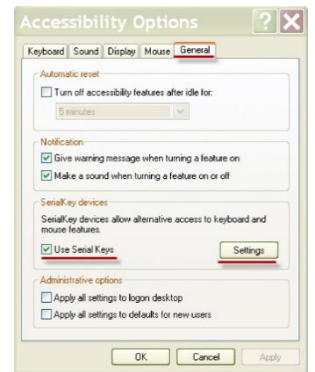 Accessibility Options
Keyboard Sound Display Mouse General
Automatic reset
Turn off accessibility features after idle for:
5 minutes
Notification
Give warning message when turning a feature on
Make a sound when turning a feature on or off
SerialKey devices
SerialKey devices allow alternative access to keyboard and
mouse features.
Use Serial Keys Settings
Administrative options
Apply all settings to logon desktop
Apply all settings to defaults for new users
OK Cancel Apply